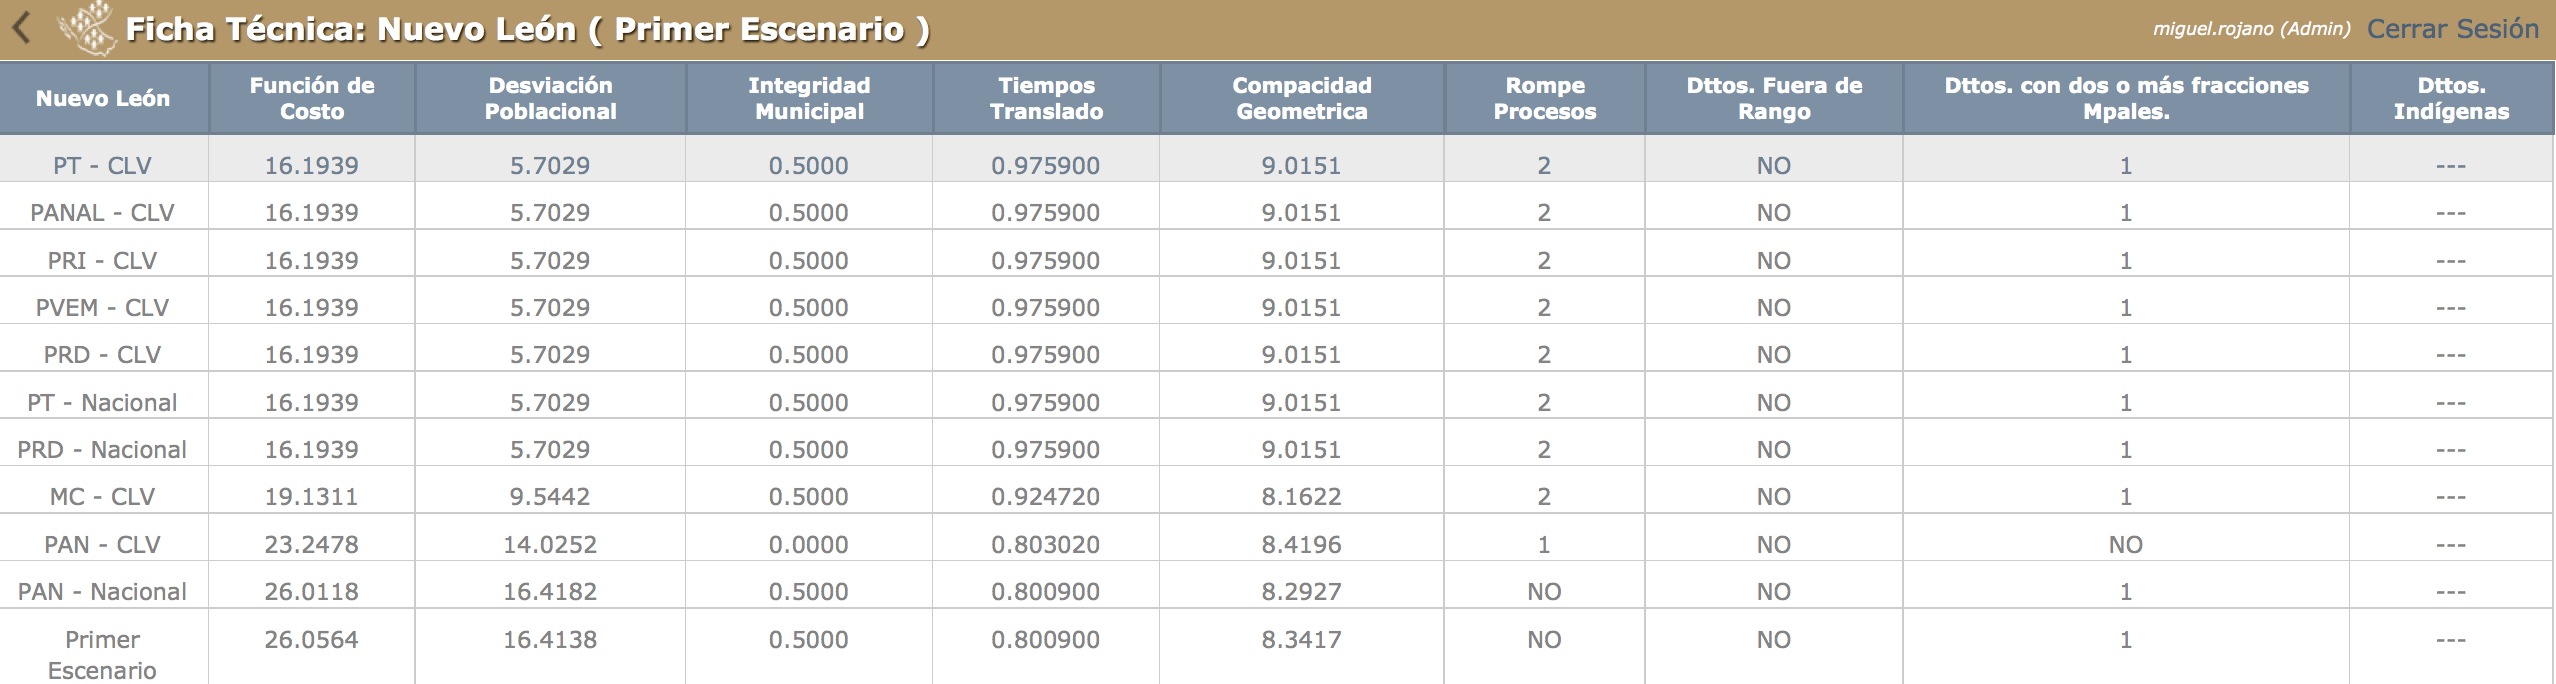 Ficha Técnica: Nuevo León ( Primer Escenario ) miguel.rojano (Admin) Cerrar Sesión
Nuevo León Función de Costo Desviación Poblacional Integridad Municipal Tiempos Translado Compacidad Geometrica Rompe Procesos Dttos. Fuera de Rango Dttos. con dos o más fracciones Mpales. Dttos. Indígenas
PT - CLV 16.1939 5.7029 0.5000 0.975900 9.0151 2 NO 1 ---
PANAL - CLV 16.1939 5.7029 0.5000 0.975900 9.0151 2 NO 1 ---
PRI - CLV 16.1939 5.7029 0.5000 0.975900 9.0151 2 NO 1 ---
PVEM - CLV 16.1939 5.7029 0.5000 0.975900 9.0151 2 NO 1 ---
PRD - CLV 16.1939 5.7029 0.5000 0.975900 9.0151 2 NO 1 ---
PT - Nacional 16.1939 5.7029 0.5000 0.975900 9.0151 2 NO 1 ---
PRD - Nacional 16.1939 5.7029 0.5000 0.975900 9.0151 2 NO 1 ---
MC - CLV 19.1311 9.5442 0.5000 0.924720 8.1622 2 NO 1 ---
PAN - CLV 23.2478 14.0252 0.0000 0.803020 8.4196 1 NO NO ---
PAN - Nacional 26.0118 16.4182 0.5000 0.800900 8.2927 NO NO 1 ---
Primer Escenario 26.0564 16.4138 0.5000 0.800900 8.3417 NO NO 1 ---